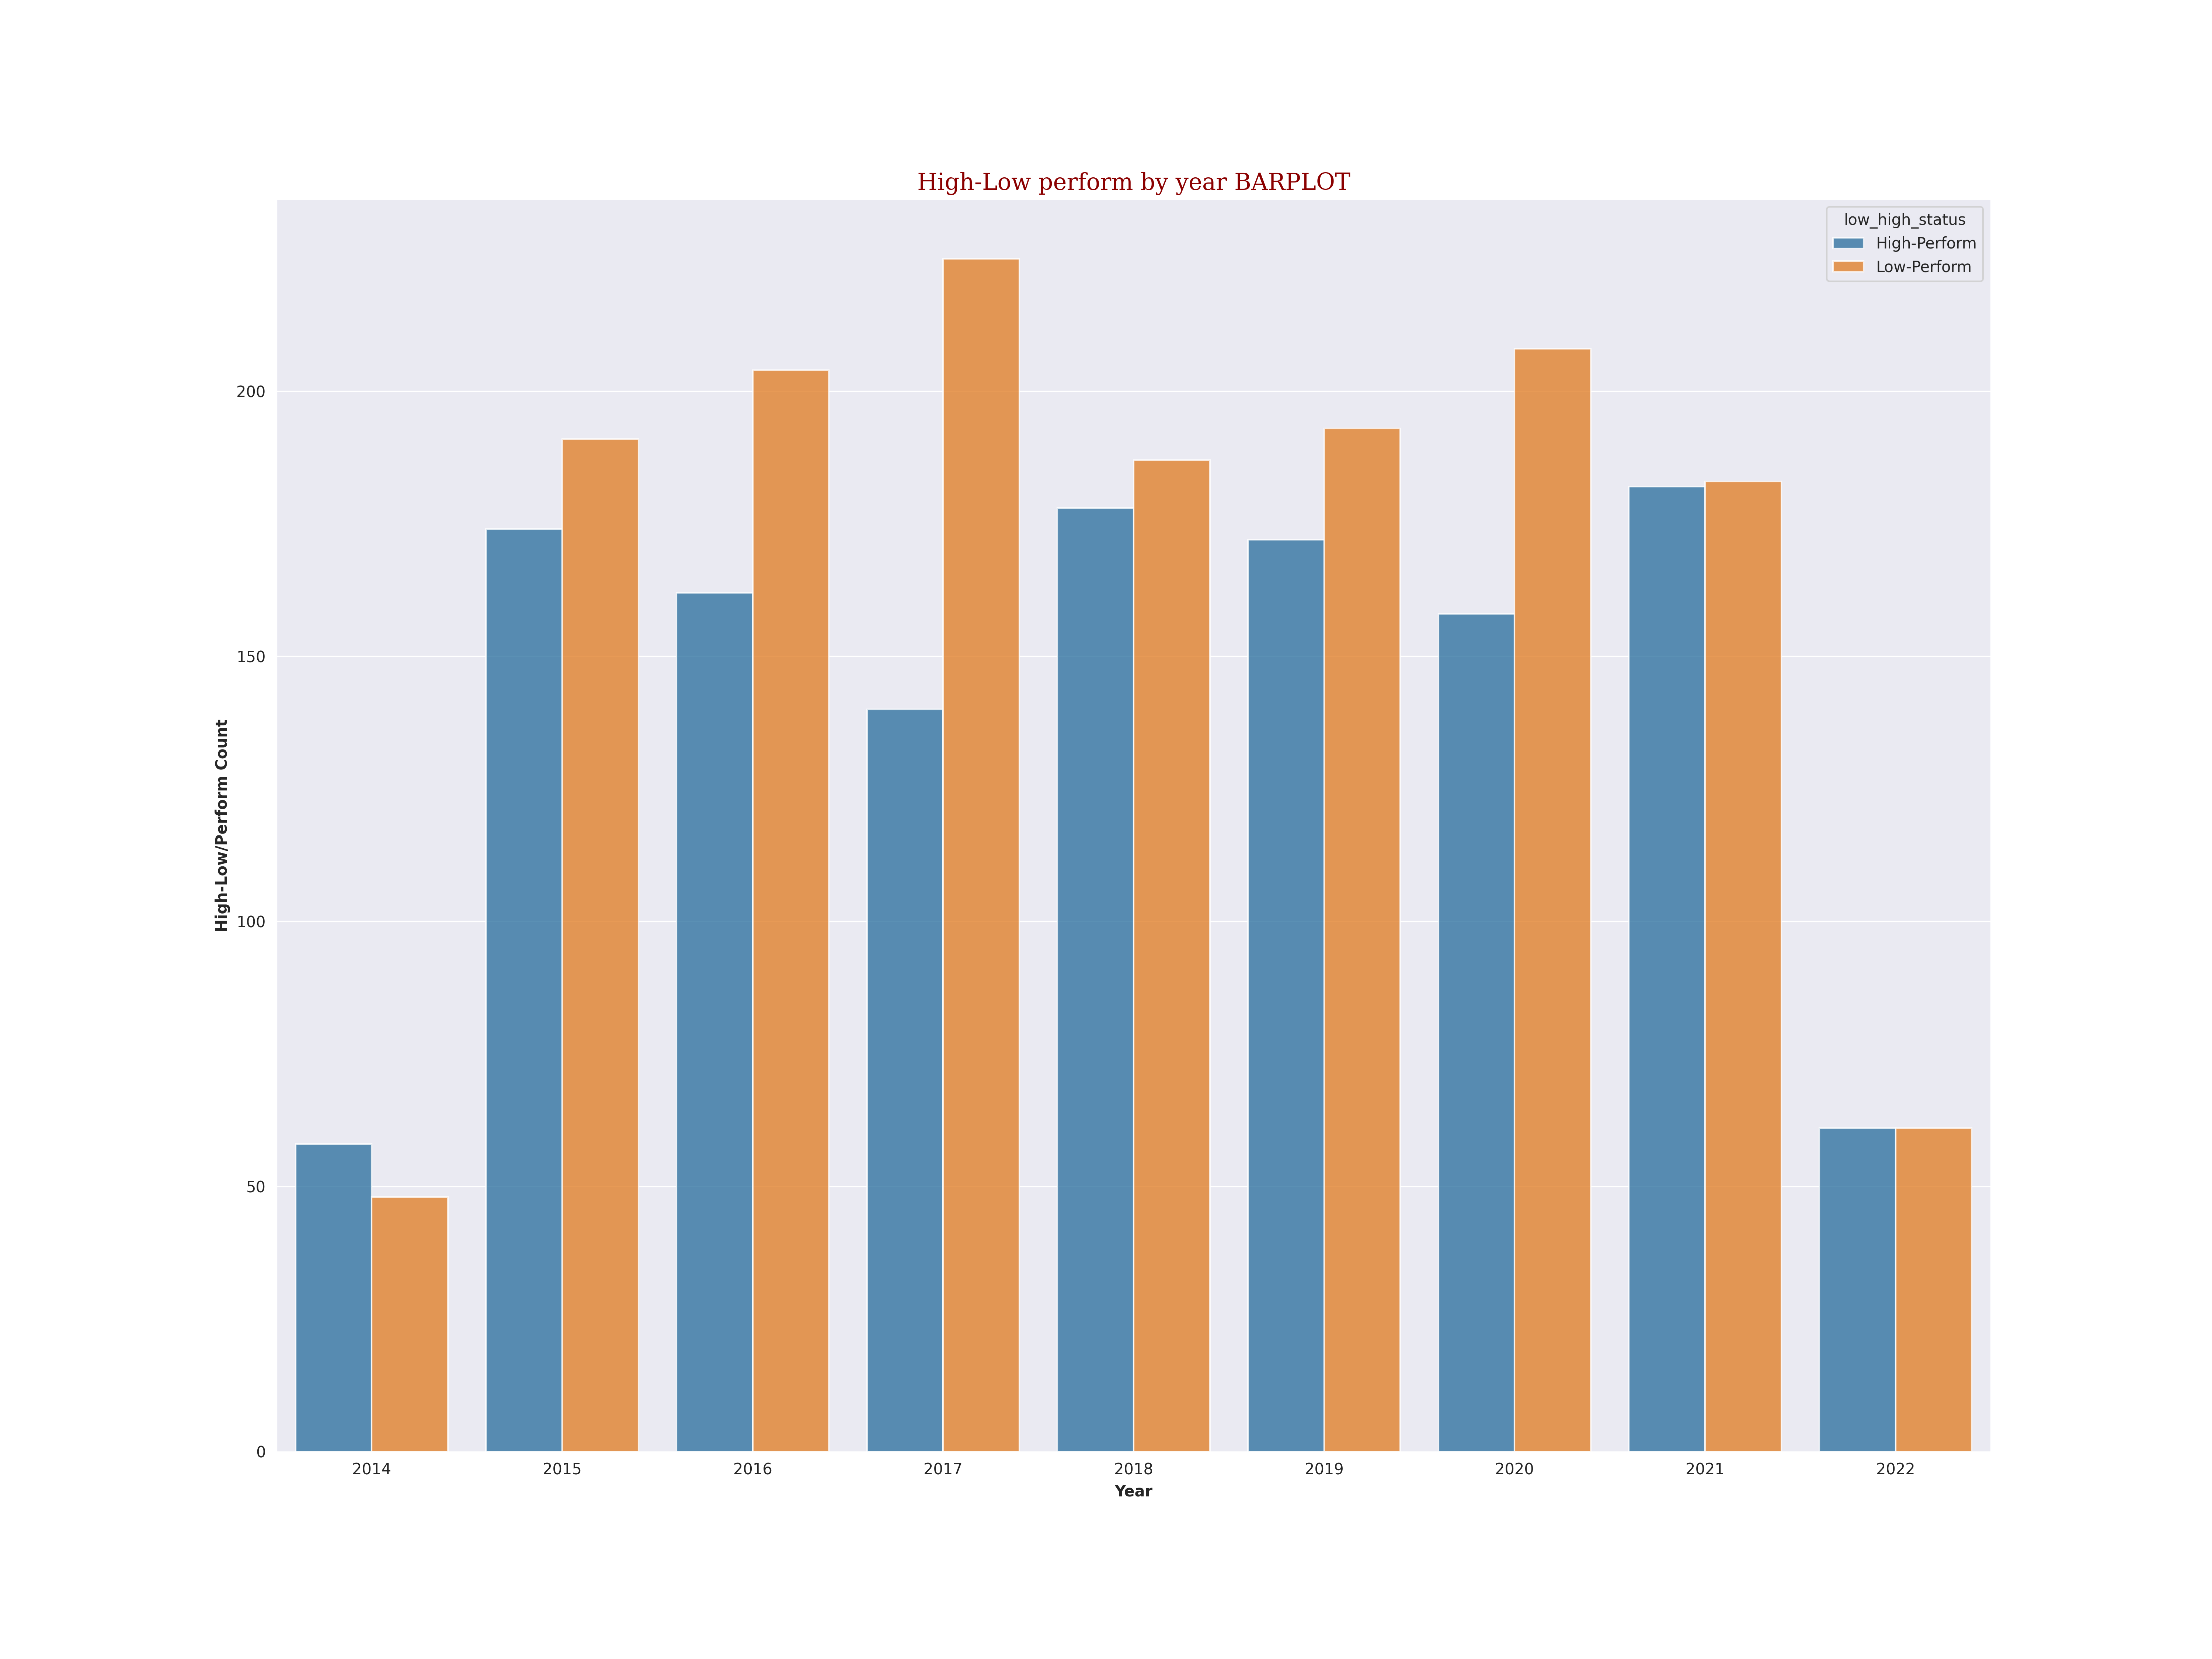 High-Low perform by year BARPLOT
low_high_status
High-Perform
Low-Perform
High-Low/Perform Count
200
150
100
50
0
2014 2015 2016 2017 2018 2019 2020 2021 2022
Year